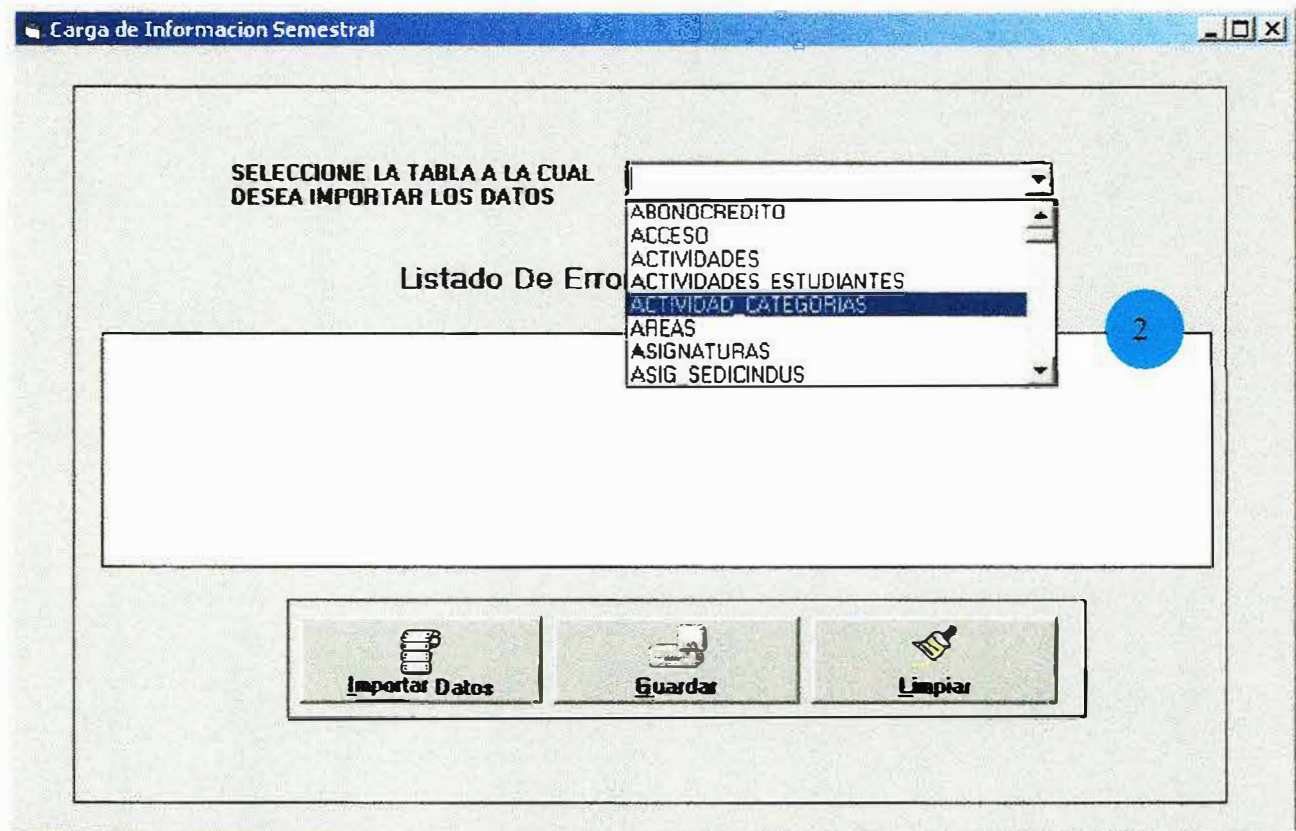 Carga de Informacion Semestral
SELECCIONE LA TABLA A LA CUAL
DESEA IMPORTAR LOS DATOS
ABONOCREDITO
ACCESO
ACTIVIDADES
Listado De Erro
ACTIVIDADES_ESTUDIANTES
ACTIVIDAD_CATEGORIAS
AREAS
ASIGNATURAS
ASIG_SEDICINDUS
2
Importar Datos
Guardar
Limpiar